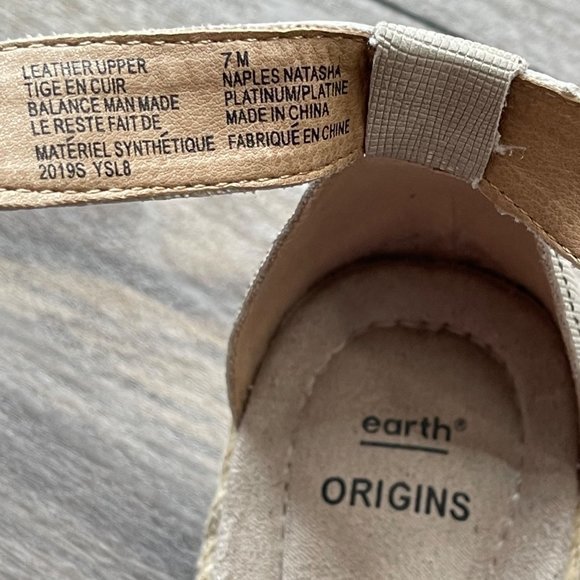 LEATHER UPPER
TIGE EN CUIR
BALANCE MAN MADE
LE RESTE FAIT DE
MATÉRIEL SYNTHÉTIQUE
2019S YSL8
7 M
NAPLES NATASHA
PLATINUM/PLATINE
MADE IN CHINA
FABRIQUÉ EN CHINE
earth®
ORIGINS